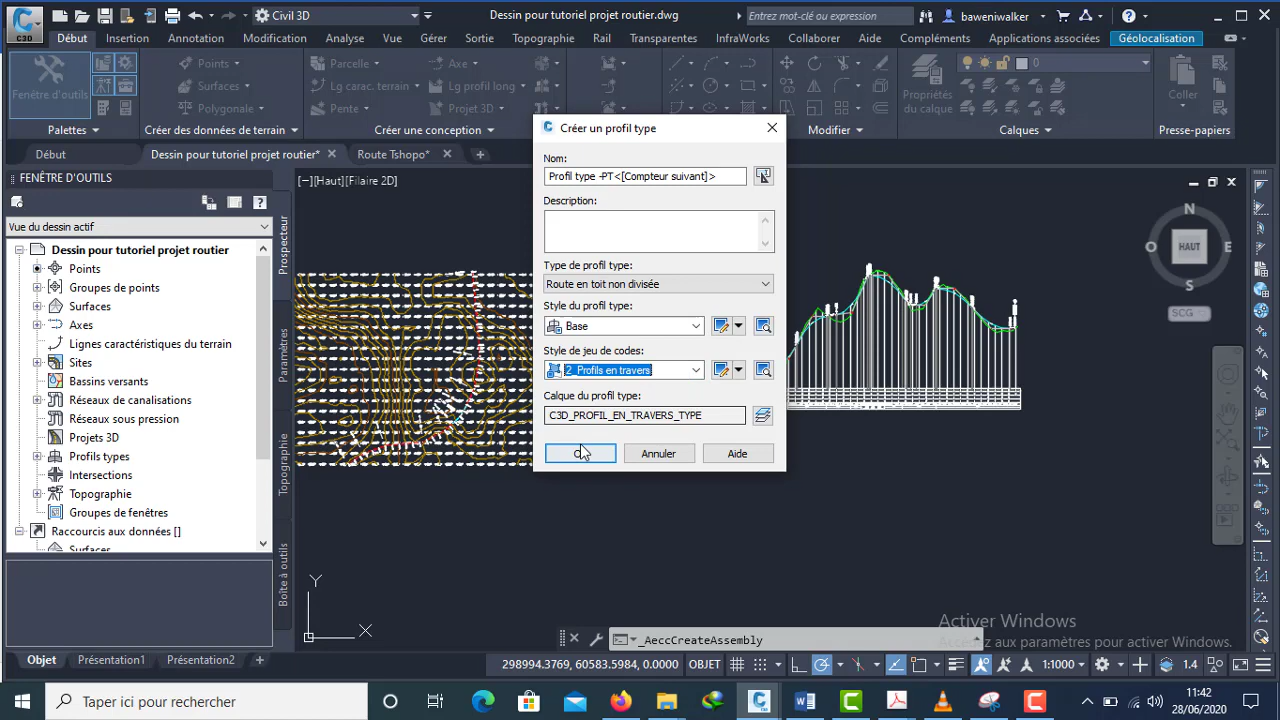 Civil 3D
Dessin pour tutoriel projet routier.dwg
Entrez mot-clé ou expression
baweniwalker
C3D
Début
Insertion
Annotation
Modification
Analyse
Vue
Gérer
Sortie
Topographie
Rail
Transparentes
InfraWorks
Collaborer
Aide
Compléments
Applications associées
Géolocalisation
Fenêtre d'outils
Points
Surfaces
Polygonale
Parcelle
Lg carac. terrain
Pente
Axe
Lg profil long
Projet 3D
Propriétés
du calque
0
Coller
Palettes
Créer des données de terrain
Créer une conception
Modifier
Calques
Presse-papiers
Début
Dessin pour tutoriel projet routier*
Route Tshopo*
FENÊTRE D'OUTILS
Vue du dessin actif
Dessin pour tutoriel projet routier
Points
Groupes de points
Surfaces
Axes
Lignes caractéristiques du terrain
Sites
Bassins versants
Réseaux de canalisations
Réseaux sous pression
Projets 3D
Profils types
Intersections
Topographie
Groupes de fenêtres
Raccourcis aux données []
Surfaces
Prospecteur
Paramètres
Topographie
Boîte à outils
[−][Haut][Filaire 2D]
Créer un profil type
Nom:
Profil type -PT<[Compteur suivant]>
Description:
Type de profil type:
Route en toit non divisée
Style du profil type:
Base
Style de jeu de codes:
2_Profils en travers
Calque du profil type:
C3D_PROFIL_EN_TRAVERS_TYPE
Annuler
Aide
N
O
HAUT
E
S
SCG
Y
X
_AeccCreateAssembly
Activer Windows
Accédez aux paramètres pour activer Windows.
Objet
Présentation1
Présentation2
298994.3769, 60583.5984, 0.0000
OBJET
1:1000
1.4
Taper ici pour rechercher
11:42
28/06/2020